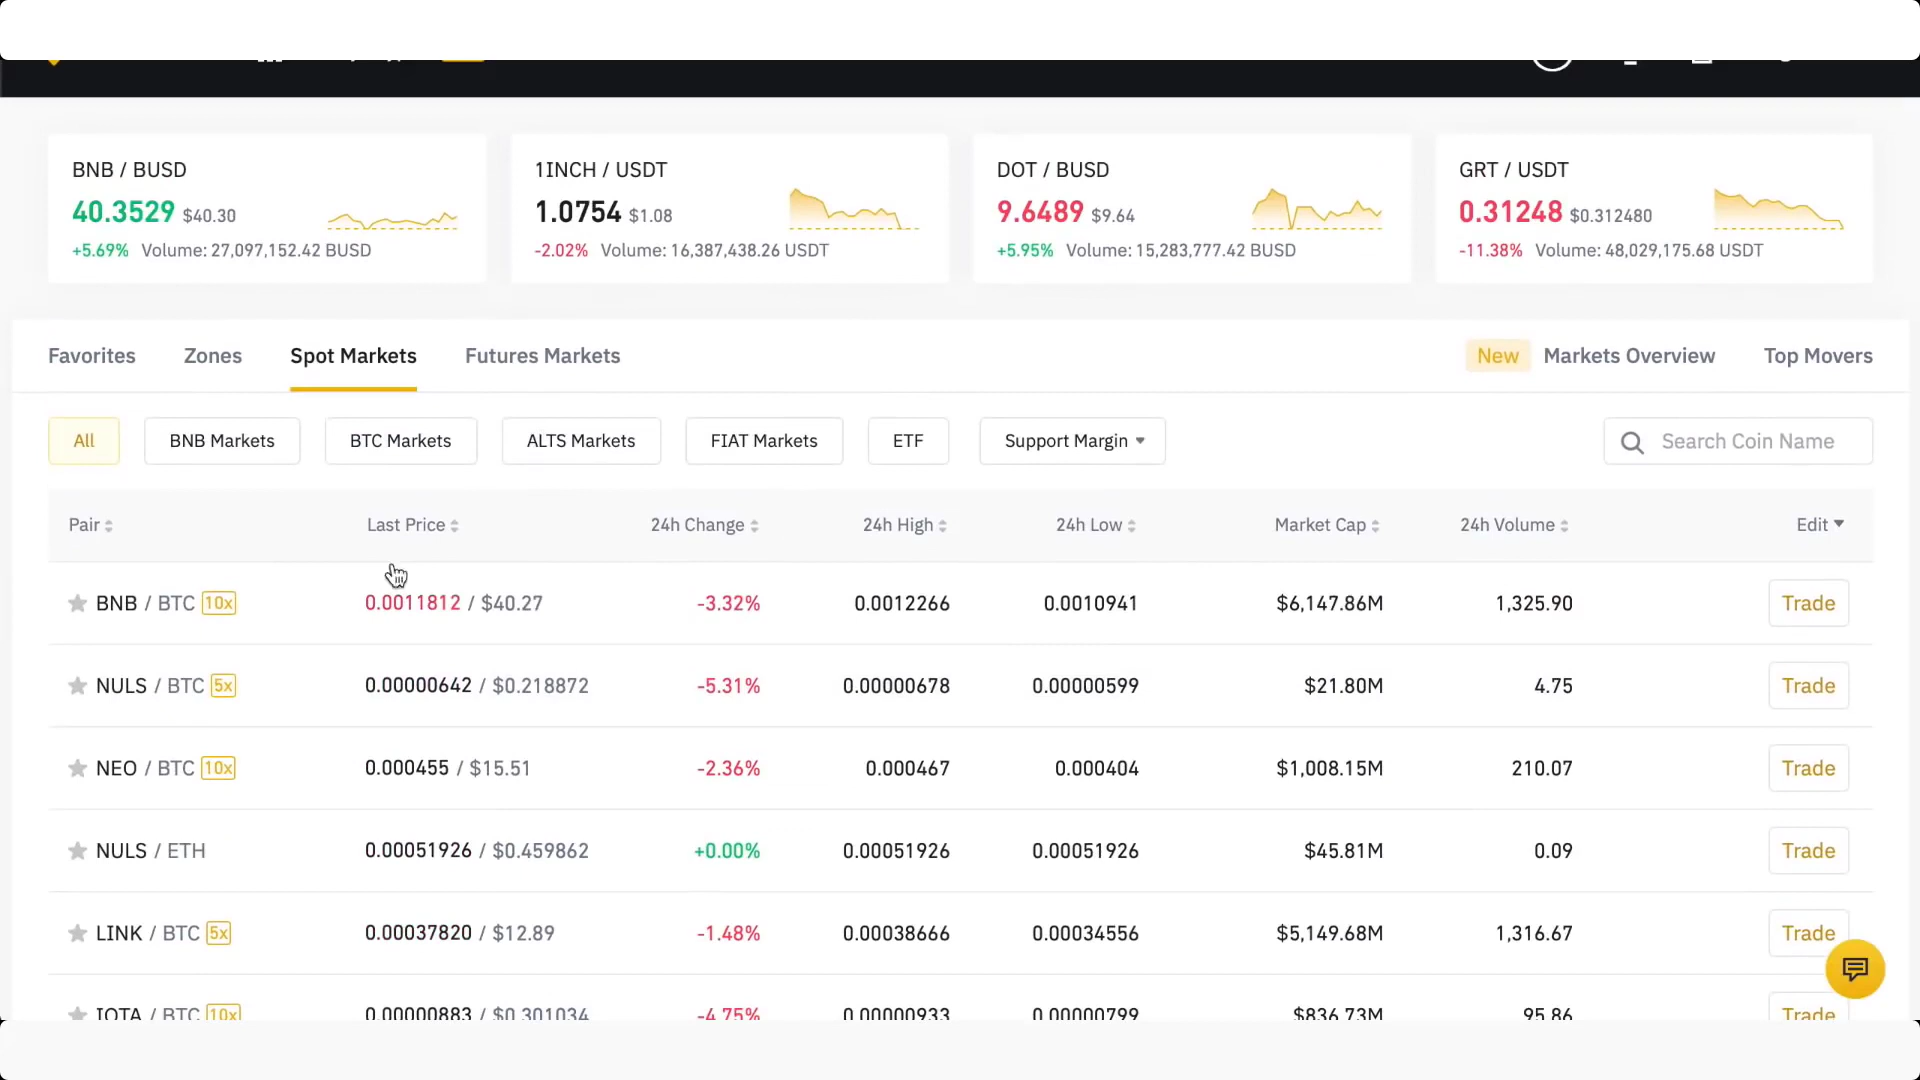 BNB / BUSD
40.3529 $40.30
+5.69% Volume: 27,097,152.42 BUSD
1INCH / USDT
1.0754 $1.08
-2.02% Volume: 16,387,438.26 USDT
DOT / BUSD
9.6489 $9.64
+5.95% Volume: 15,283,777.42 BUSD
GRT / USDT
0.31248 $0.312480
-11.38% Volume: 48,029,175.68 USDT
Favorites Zones Spot Markets Futures Markets New Markets Overview Top Movers
All BNB Markets BTC Markets ALTS Markets FIAT Markets ETF Support Margin Search Coin Name
Pair Last Price 24h Change 24h High 24h Low Market Cap 24h Volume Edit
BNB / BTC 10x 0.0011812 / $40.27 -3.32% 0.0012266 0.0010941 $6,147.86M 1,325.90 Trade
NULS / BTC 5x 0.00000642 / $0.218872 -5.31% 0.00000678 0.00000599 $21.80M 4.75 Trade
NEO / BTC 10x 0.000455 / $15.51 -2.36% 0.000467 0.000404 $1,008.15M 210.07 Trade
NULS / ETH 0.00051926 / $0.459862 +0.00% 0.00051926 0.00051926 $45.81M 0.09 Trade
LINK / BTC 5x 0.00037820 / $12.89 -1.48% 0.00038666 0.00034556 $5,149.68M 1,316.67 Trade
IOTA / BTC 10x 0.00000883 / $0.301034 -4.75% 0.00000933 0.00000799 $836.73M 95.86 Trade